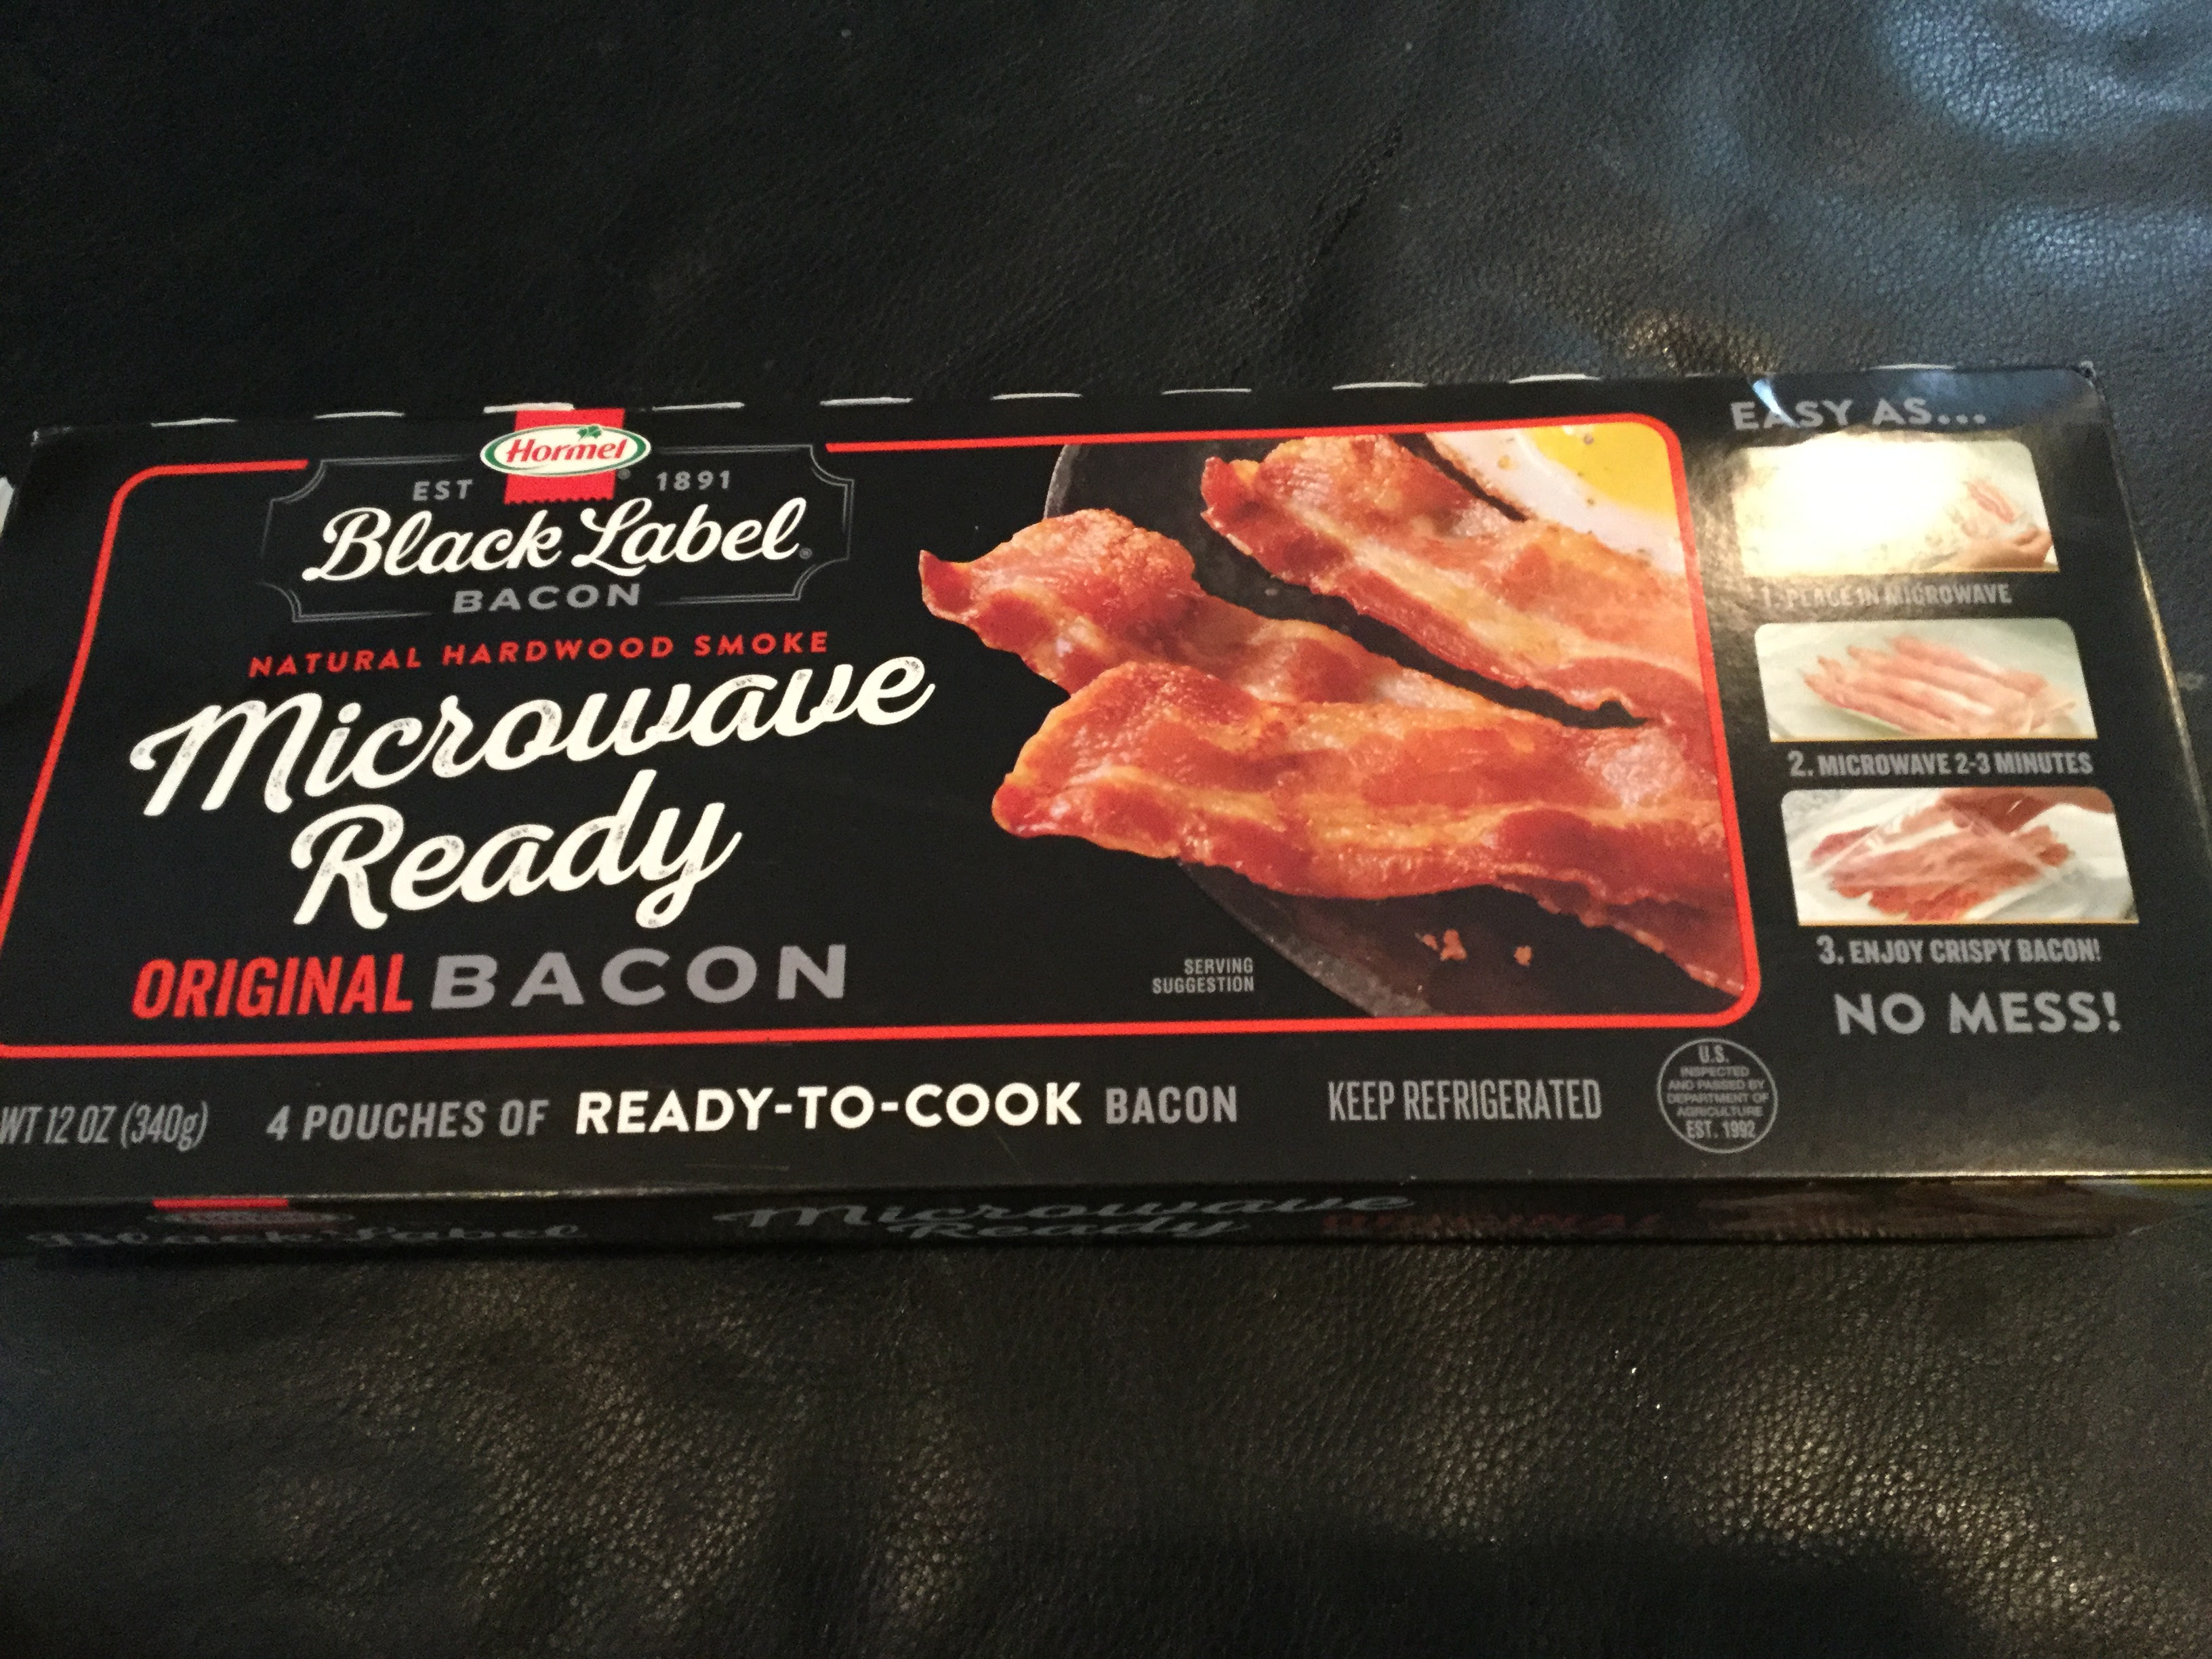 Hormel
EST 1891
Black Label
BACON
NATURAL HARDWOOD SMOKE
Microwave
Ready
ORIGINAL BACON
SERVING
SUGGESTION
WT 12 OZ (340g)
4 POUCHES OF READY-TO-COOK BACON
KEEP REFRIGERATED
U.S.
INSPECTED
AND PASSED BY
DEPARTMENT OF
AGRICULTURE
EST. 1992
EASY AS...
1. PLACE IN MICROWAVE
2. MICROWAVE 2-3 MINUTES
3. ENJOY CRISPY BACON!
NO MESS!
Black Label
Microwave
Ready
ORIGINAL